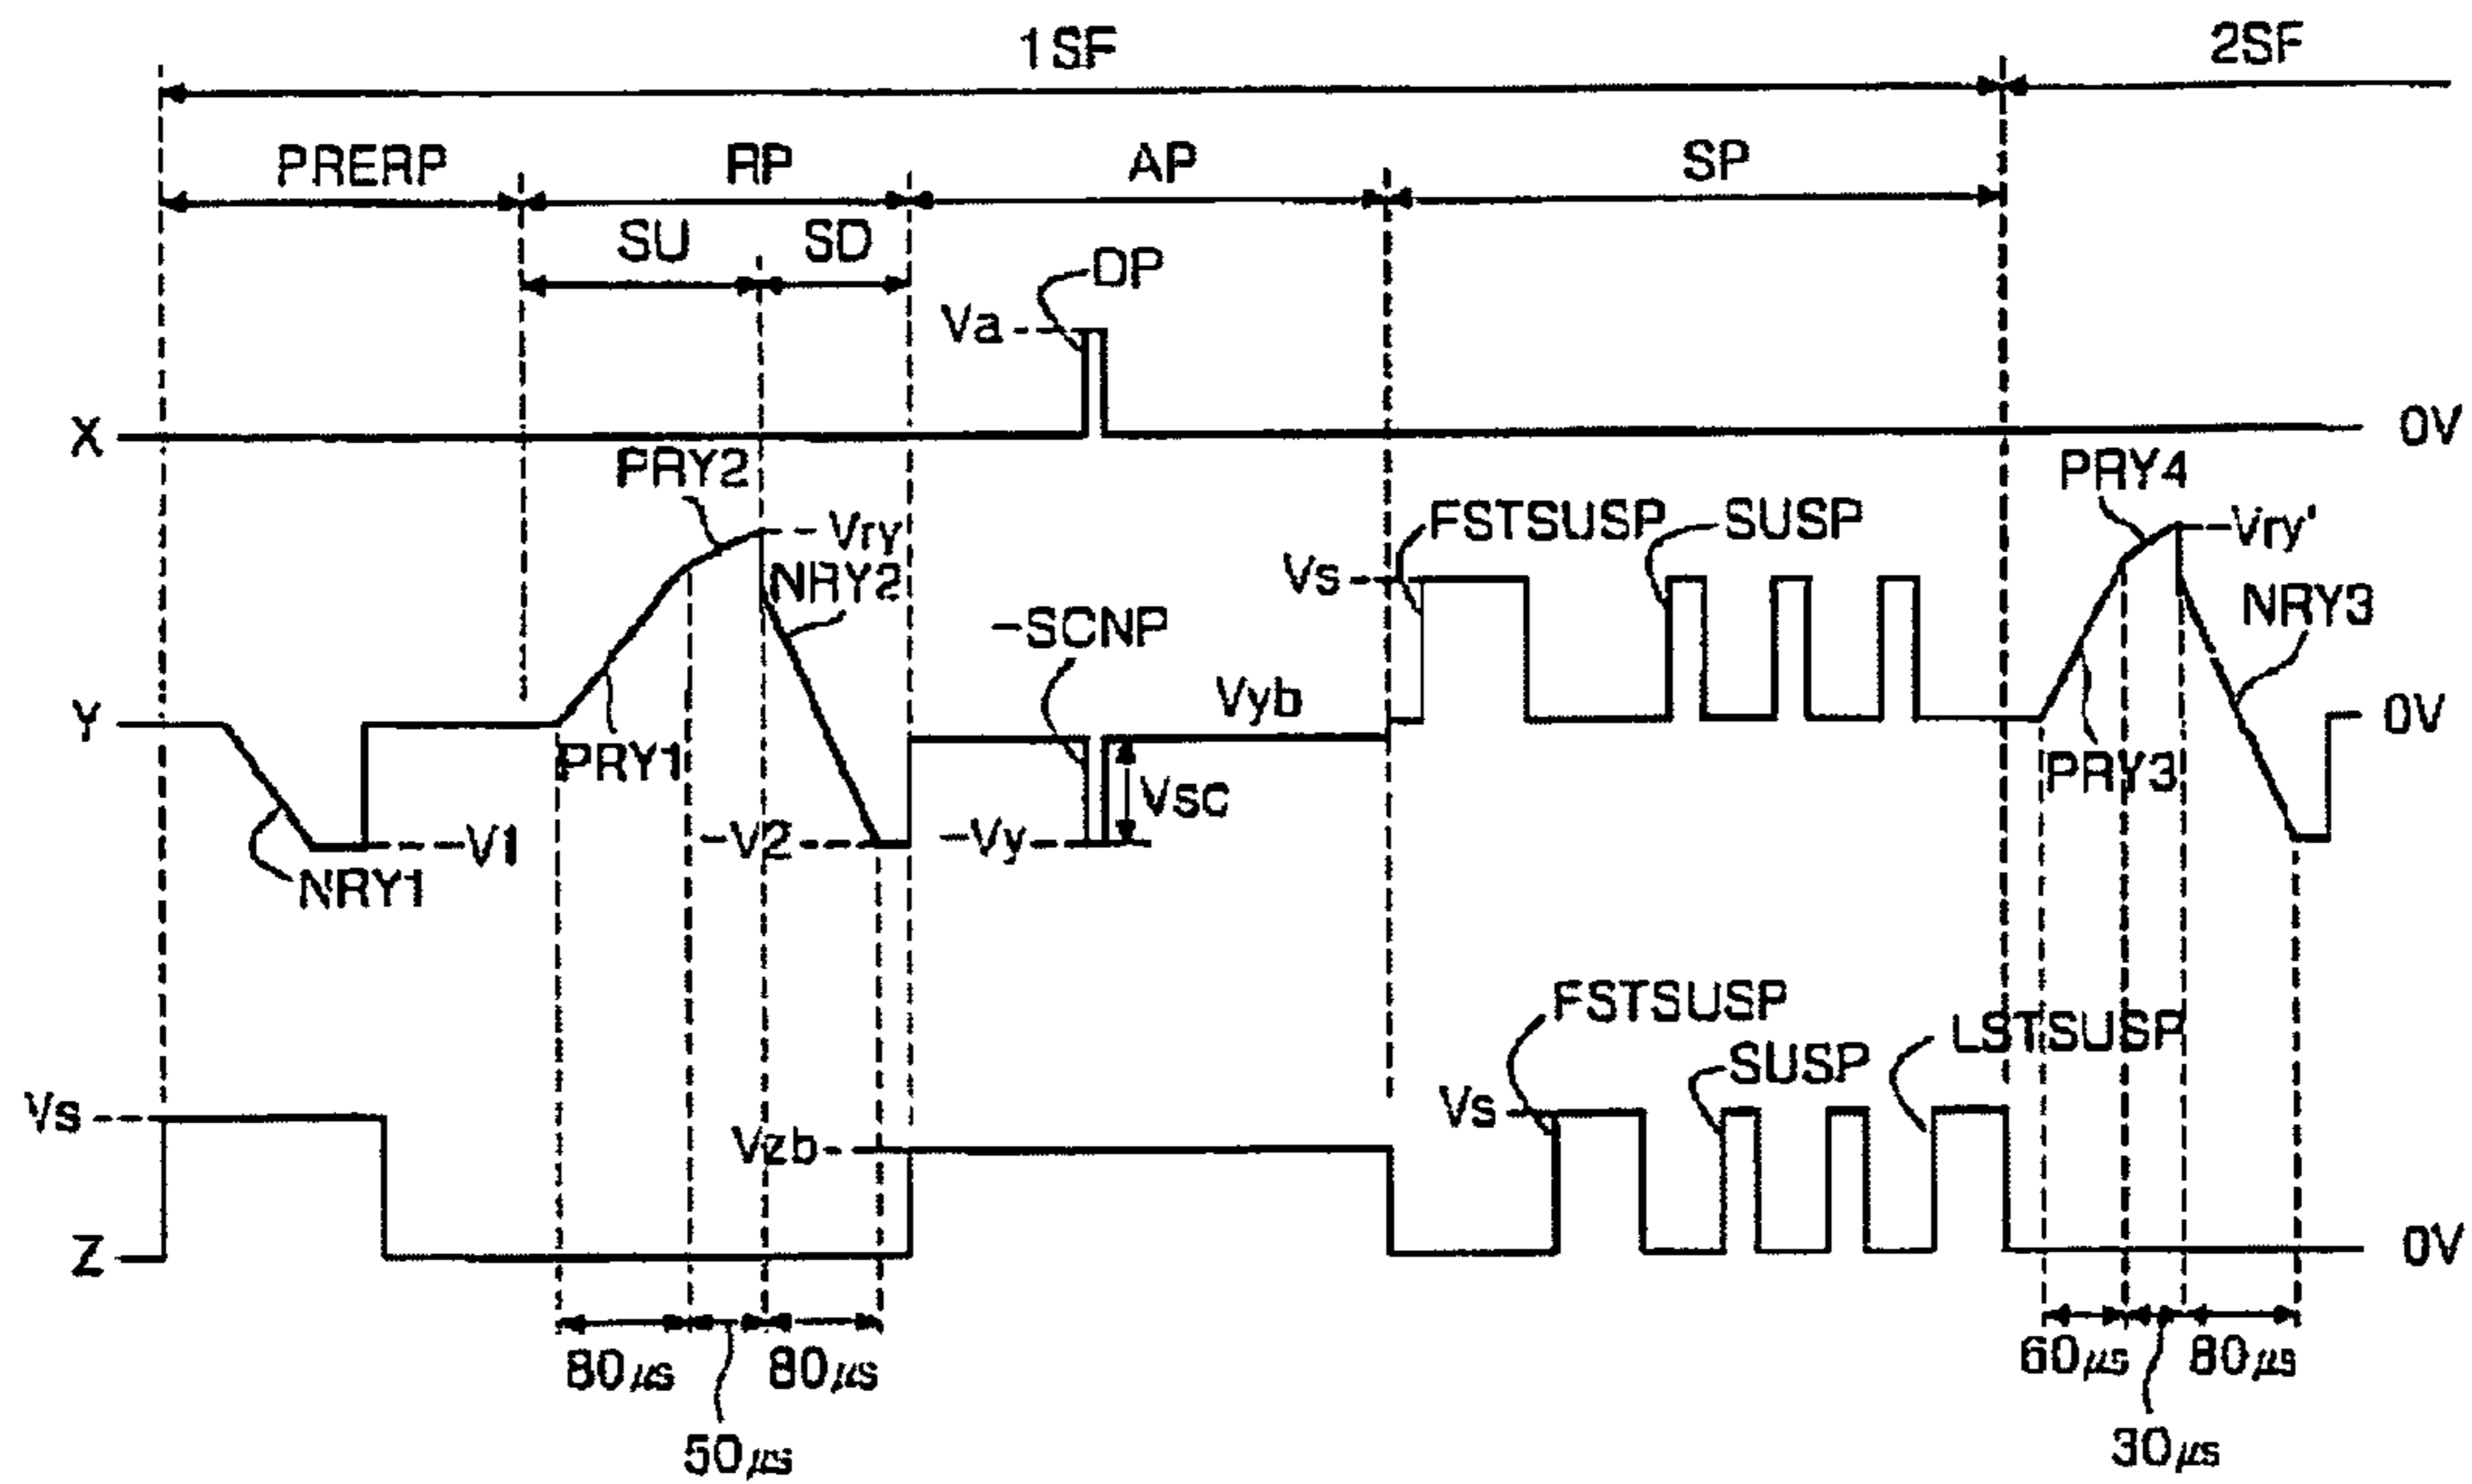 1SF
2SF
PRERP
RP
AP
SP
SU
SD
DP
Va
X
0V
PRY2
PRY4
Vry
FSTSUSP
SUSP
Vry'
Vs
NRY2
NRY3
-SCNP
Y
Vyb
0V
PRY1
PRY3
Vsc
-V1
-V2
-Vy
NRY1
FSTSUSP
LSTSUSP
SUSP
Vs
Vs
Vzb
Z
0V
80μs
80μs
60μs
80μs
50μs
30μs